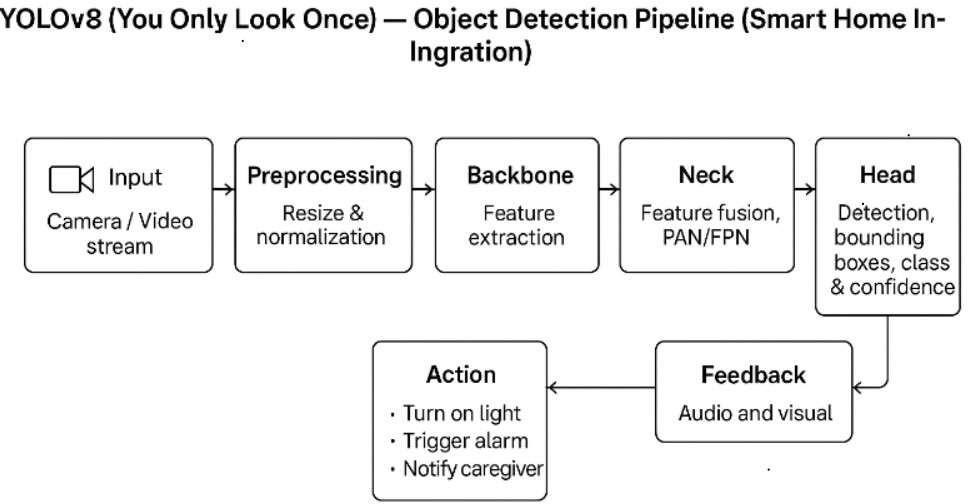 YOLOv8 (You Only Look Once) — Object Detection Pipeline (Smart Home In-
Ingration)
Input
Camera / Video
stream
Preprocessing
Resize &
normalization
Backbone
Feature
extraction
Neck
Feature fusion,
PAN/FPN
Head
Detection,
bounding
boxes, class
& confidence
Action
· Turn on light
· Trigger alarm
· Notify caregiver
Feedback
Audio and visual